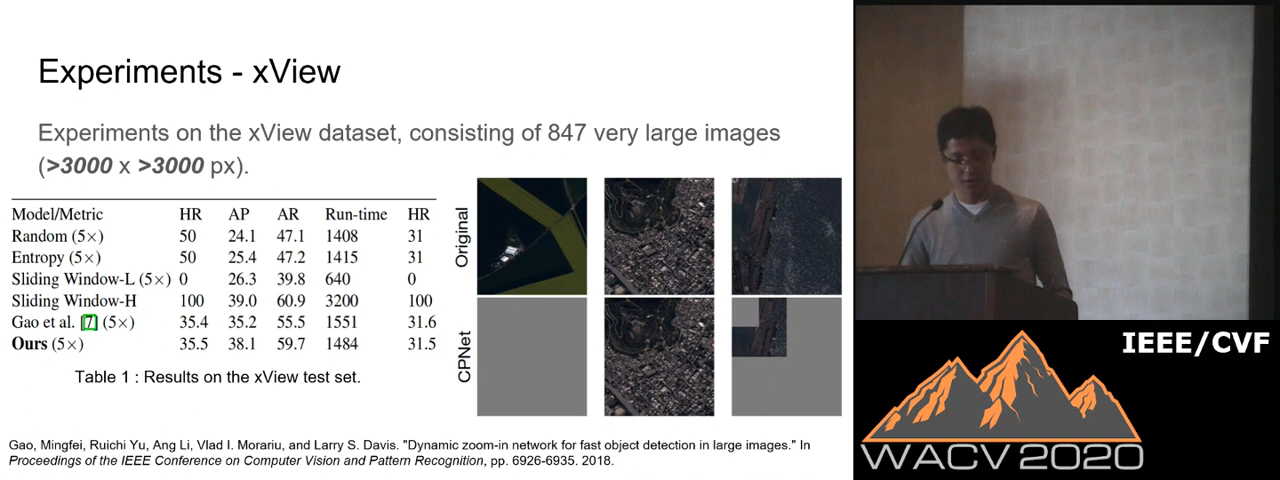 Experiments - xView
Experiments on the xView dataset, consisting of 847 very large images
(>3000 x >3000 px).
Model/Metric HR AP AR Run-time HR
Random (5×) 50 24.1 47.1 1408 31
Entropy (5×) 50 25.4 47.2 1415 31
Sliding Window-L (5×) 0 26.3 39.8 640 0
Sliding Window-H 100 39.0 60.9 3200 100
Gao et al. [7] (5×) 35.4 35.2 55.5 1551 31.6
Ours (5×) 35.5 38.1 59.7 1484 31.5
Table 1 : Results on the xView test set.
Original
CPNet
Gao, Mingfei, Ruichi Yu, Ang Li, Vlad I. Morariu, and Larry S. Davis. "Dynamic zoom-in network for fast object detection in large images." In
Proceedings of the IEEE Conference on Computer Vision and Pattern Recognition, pp. 6926-6935. 2018.
IEEE/CVF
WACV 2020